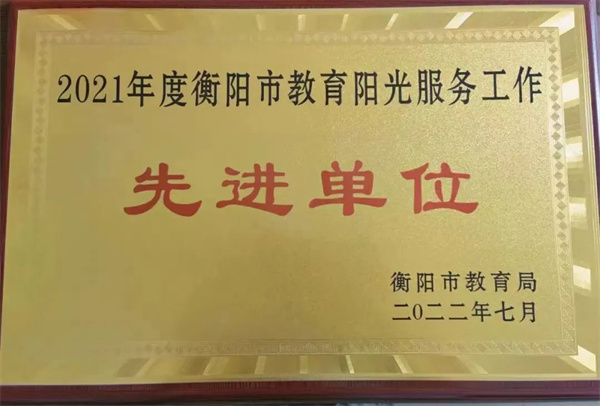 2021年度衡阳市教育阳光服务工作
先进单位
衡阳市教育局
二〇二二年七月